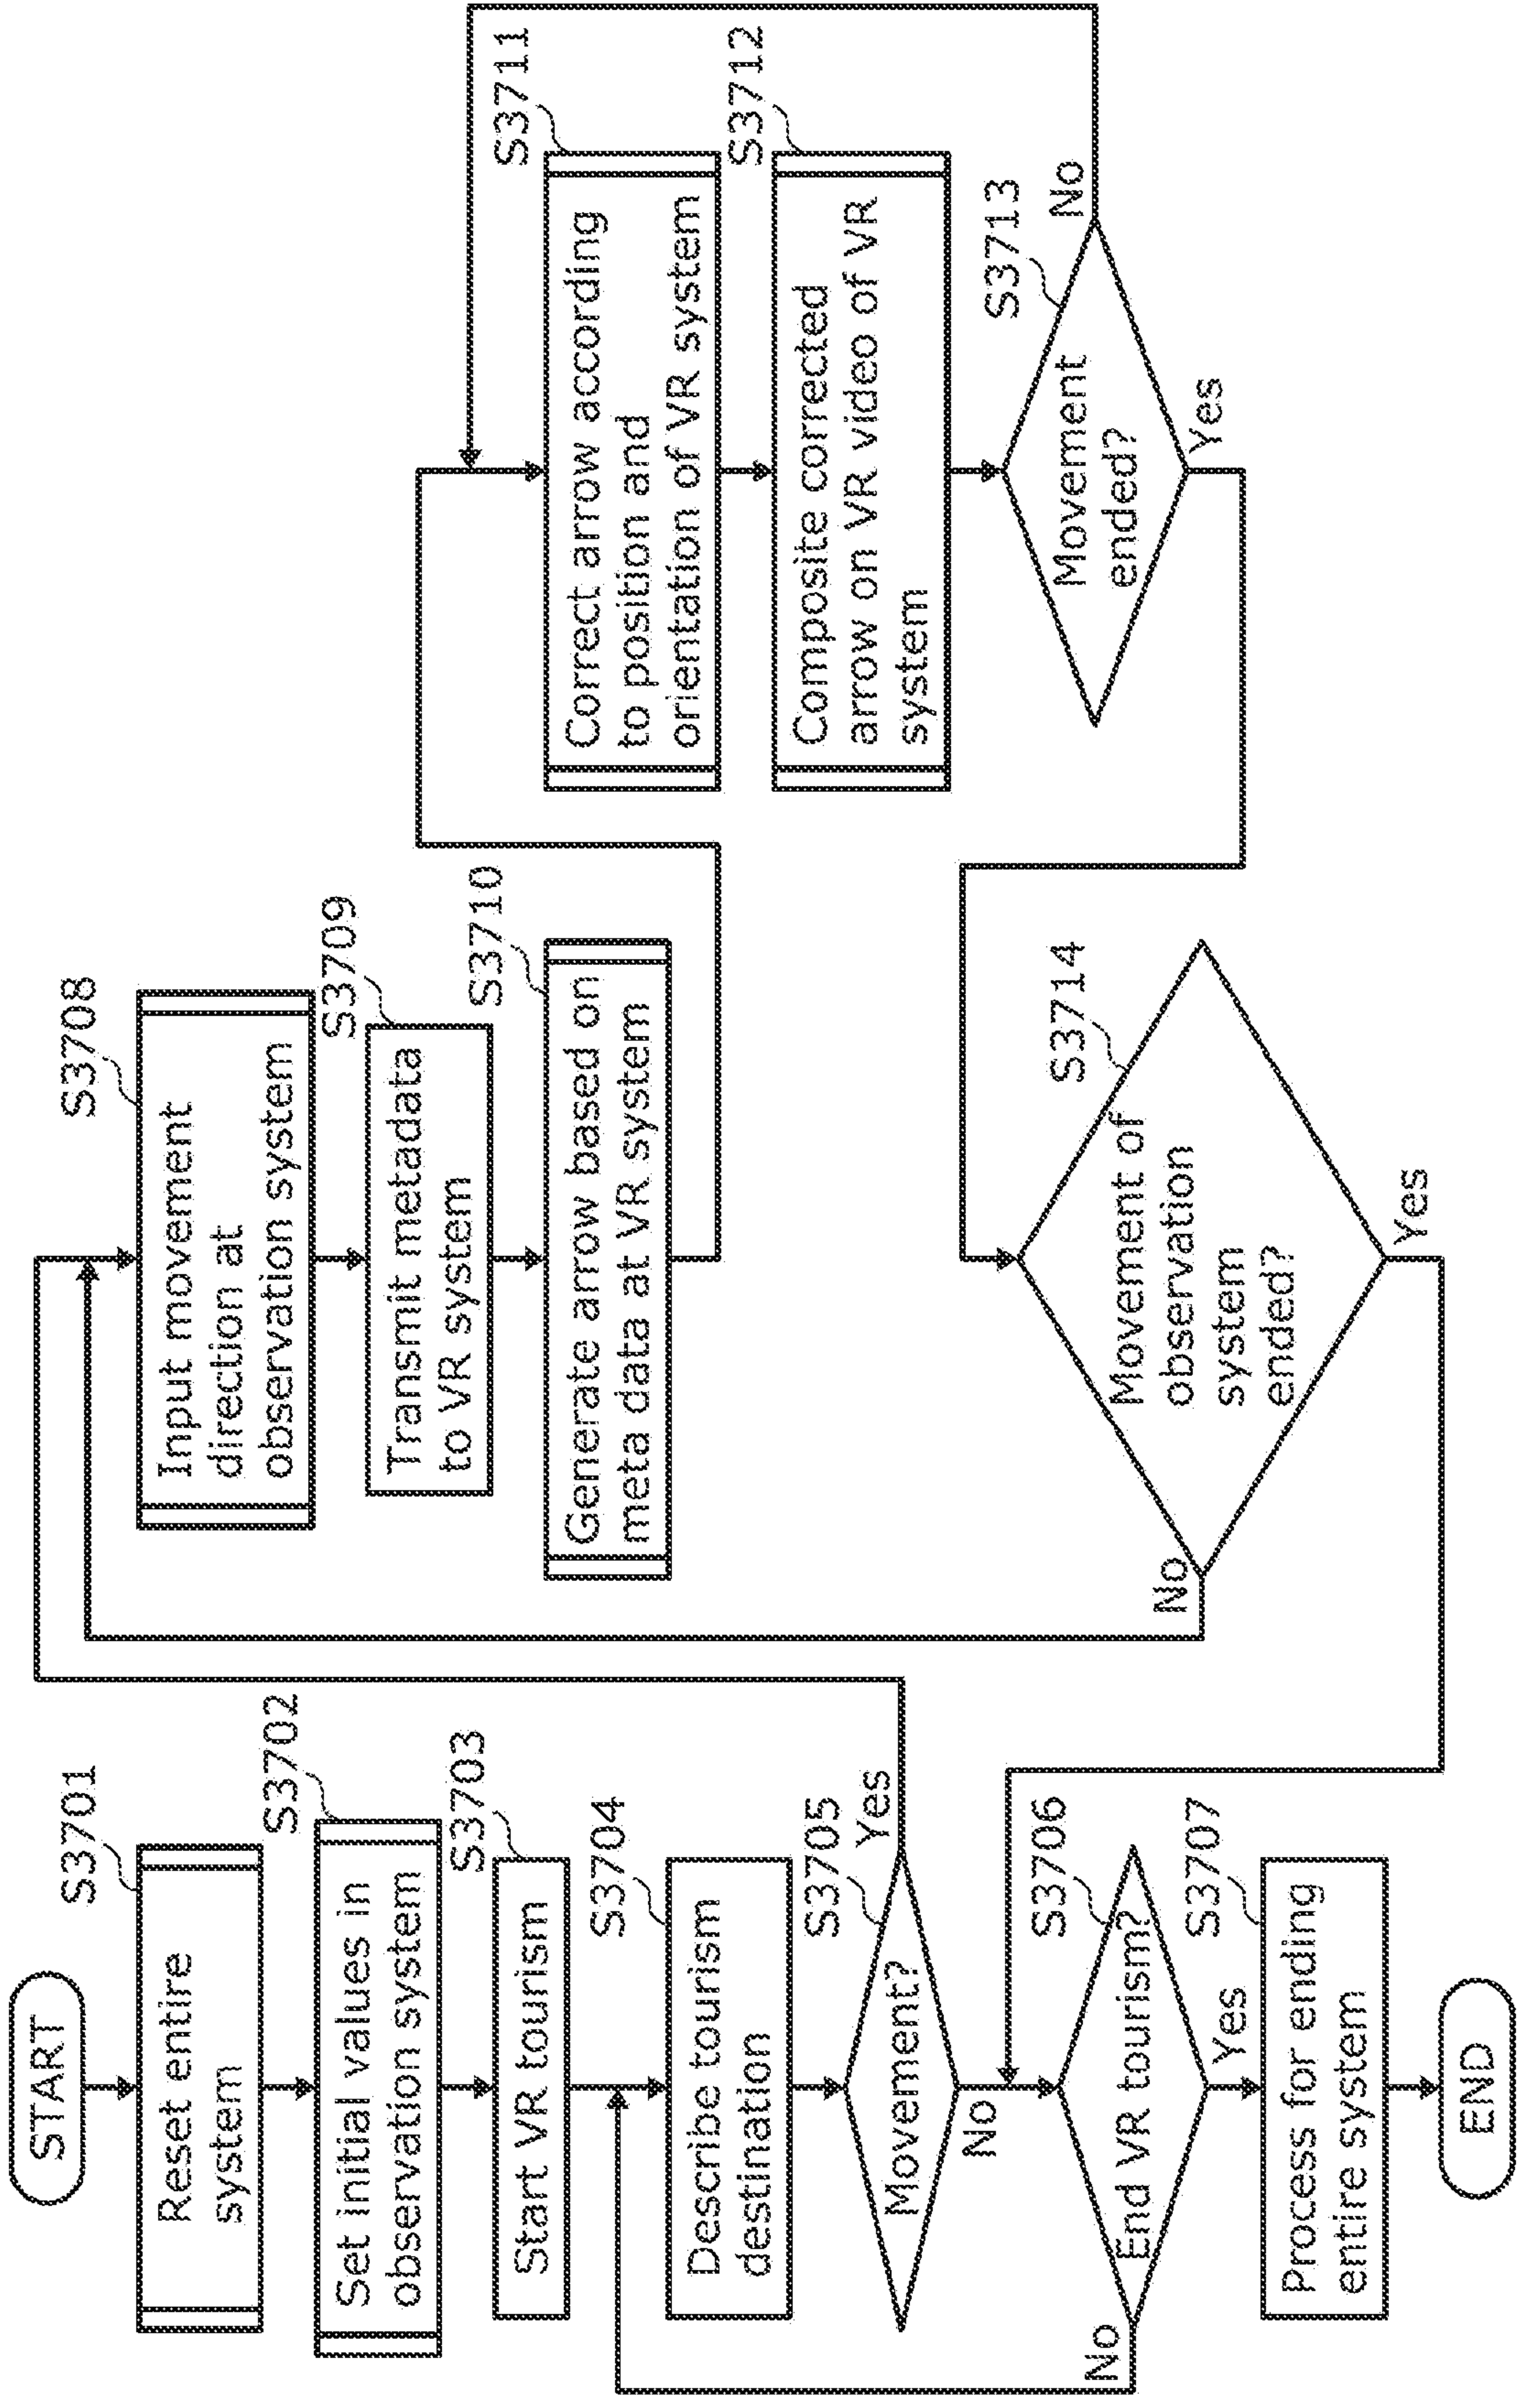 START
S3701
Reset entire
system
S3702
Set initial values in
observation system
S3703
Start VR tourism
S3704
Describe tourism
destination
S3705
Movement?
Yes
No
S3706
End VR tourism?
No
Yes
S3707
Process for ending
entire system
END
S3708
Input movement
direction at
observation system
S3709
Transmit metadata
to VR system
S3710
Generate arrow based on
meta data at VR system
S3711
Correct arrow according
to position and
orientation of VR system
S3712
Composite corrected
arrow on VR video of VR
system
S3713
Movement
ended?
No
Yes
S3714
Movement of
observation
system
ended?
No
Yes